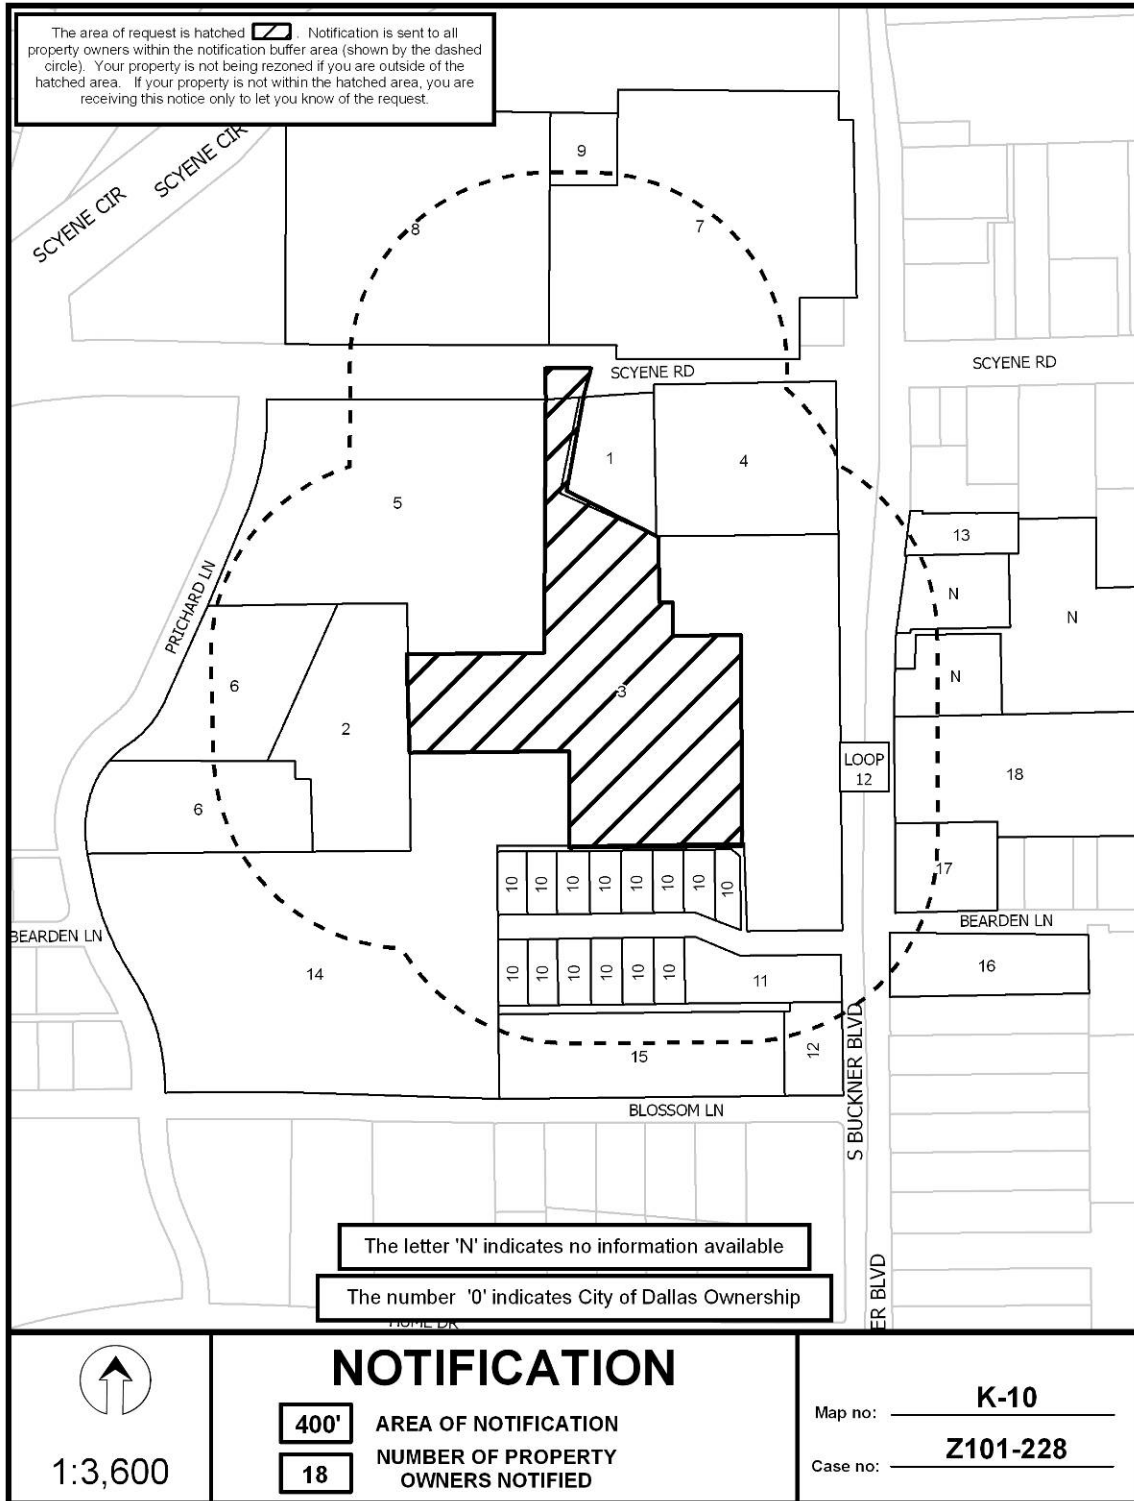 The area of request is hatched . Notification is sent to all
property owners within the notification buffer area (shown by the dashed
circle). Your property is not being rezoned if you are outside of the
hatched area. If your property is not within the hatched area, you are
receiving this notice only to let you know of the request.
SCYENE CIR
SCYENE CIR
9
8
7
SCYENE RD
SCYENE RD
1
4
5
13
N
N
PRICHARD LN
6
3
N
2
LOOP
12
18
6
17
10 10 10 10 10 10 10 10
BEARDEN LN
BEARDEN LN
14
10 10 10 10 10 10
11
16
15
12
S BUCKNER BLVD
BLOSSOM LN
The letter 'N' indicates no information available
The number '0' indicates City of Dallas Ownership
ER BLVD
HOME DR
1:3,600
NOTIFICATION
400' AREA OF NOTIFICATION
18 NUMBER OF PROPERTY
OWNERS NOTIFIED
Map no: K-10
Case no: Z101-228